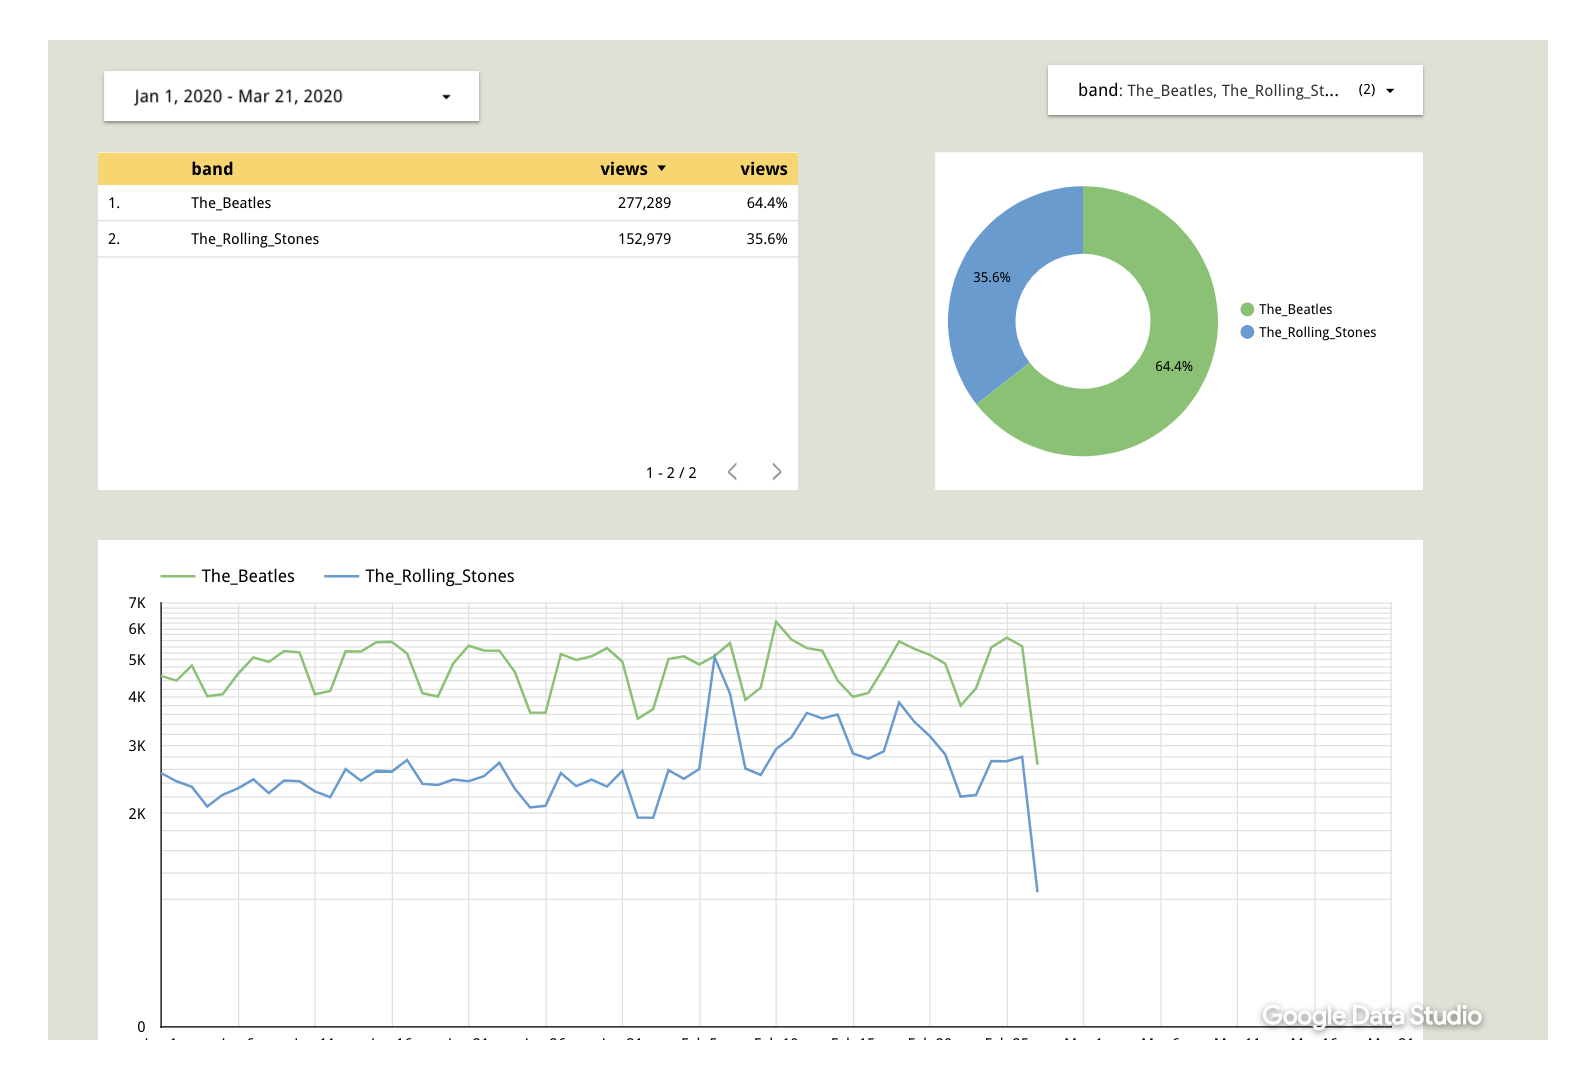 Jan 1, 2020 - Mar 21, 2020
band: The_Beatles, The_Rolling_St... (2)
band views views
1. The_Beatles 277,289 64.4%
2. The_Rolling_Stones 152,979 35.6%
1 - 2 / 2
35.6%
64.4%
The_Beatles
The_Rolling_Stones
The_Beatles The_Rolling_Stones
7K
6K
5K
4K
3K
2K
0
Google Data Studio